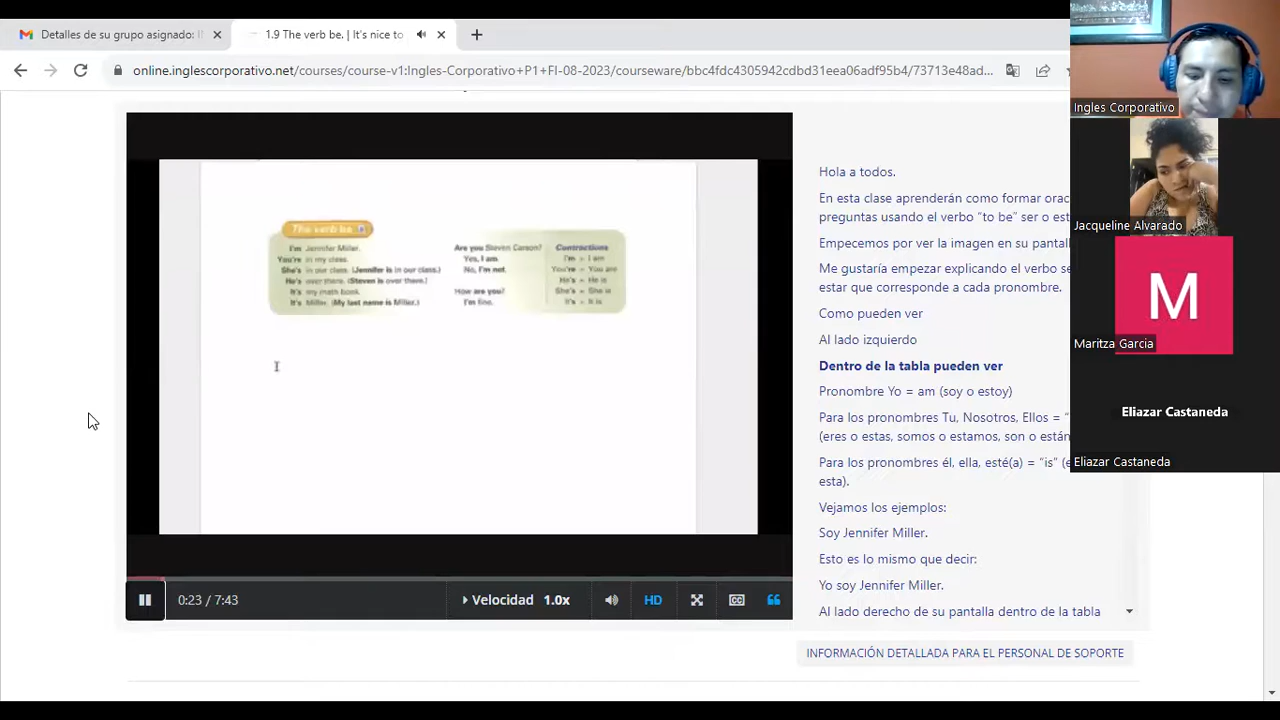 Detalles de su grupo asignado: I
1.9 The verb be. | It's nice to
online.inglescorporativo.net/courses/course-v1:Ingles-Corporativo+P1+FI-08-2023/courseware/bbc4fdc4305942cdbd31eea06adf95b4/73713e48ad...
The verb be
I'm Jennifer Miller.
You're in my class.
She's in our class. (Jennifer is in our class.)
He's over there. (Steven is over there.)
It's my math book.
It's Miller. (My last name is Miller.)
Are you Steven Carson?
Yes, I am.
No, I'm not.
How are you?
I'm fine.
Contractions
I'm = I am
You're = You are
He's = He is
She's = She is
It's = It is
Hola a todos.
En esta clase aprenderán como formar orac
preguntas usando el verbo "to be" ser o est
Empecemos por ver la imagen en su pantall
Me gustaría empezar explicando el verbo se
estar que corresponde a cada pronombre.
Como pueden ver
Al lado izquierdo
Dentro de la tabla pueden ver
Pronombre Yo = am (soy o estoy)
Para los pronombres Tu, Nosotros, Ellos = "
(eres o estas, somos o estamos, son o están
Para los pronombres él, ella, esté(a) = "is" (e
esta).
Vejamos los ejemplos:
Soy Jennifer Miller.
Esto es lo mismo que decir:
Yo soy Jennifer Miller.
Al lado derecho de su pantalla dentro de la tabla
0:23 / 7:43
Velocidad 1.0x
HD
INFORMACIÓN DETALLADA PARA EL PERSONAL DE SOPORTE
Ingles Corporativo
Jacqueline Alvarado
M
Maritza Garcia
Eliazar Castaneda
Eliazar Castaneda